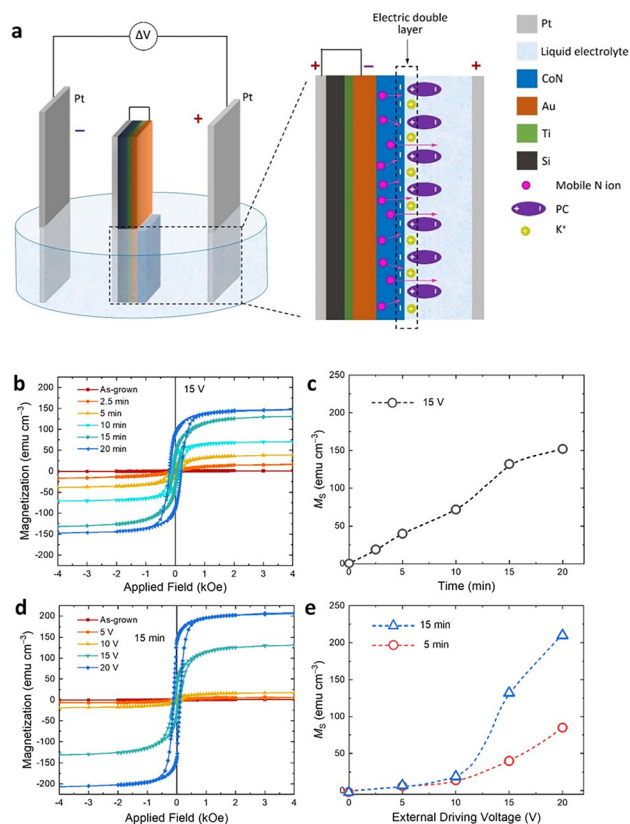 a
ΔV
Pt
−
+
Pt
Electric double
layer
+
−
+
Pt
Liquid electrolyte
CoN
Au
Ti
Si
Mobile N ion
PC
K⁺
b
As-grown
2.5 min
5 min
10 min
15 min
20 min
15 V
Magnetization (emu cm⁻³)
200
150
100
50
0
-50
-100
-150
-200
-4 -3 -2 -1 0 1 2 3 4
Applied Field (kOe)
c
15 V
Mₛ (emu cm⁻³)
250
200
150
100
50
0
0 5 10 15 20
Time (min)
d
As-grown
5 V
10 V
15 V
20 V
15 min
Magnetization (emu cm⁻³)
200
150
100
50
0
-50
-100
-150
-200
-4 -3 -2 -1 0 1 2 3 4
Applied Field (kOe)
e
15 min
5 min
Mₛ (emu cm⁻³)
250
200
150
100
50
0
0 5 10 15 20
External Driving Voltage (V)